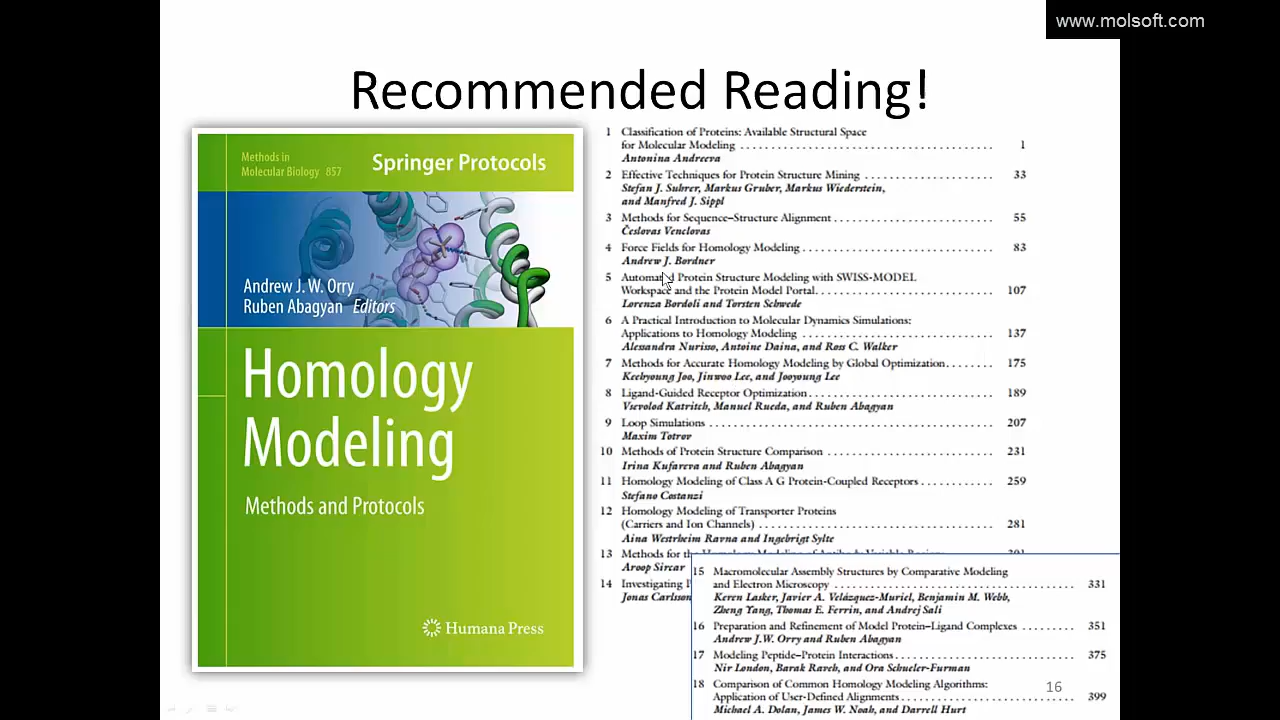 www.molsoft.com
Recommended Reading!
Methods in
Molecular Biology 857
Springer Protocols
Andrew J. W. Orry
Ruben Abagyan Editors
Homology
Modeling
Methods and Protocols
Humana Press
1 Classification of Proteins: Available Structural Space
for Molecular Modeling ........................................ 1
Antonina Andreeva
2 Effective Techniques for Protein Structure Mining ..................... 33
Stefan J. Suhrer, Markus Gruber, Markus Wiederstein,
and Manfred J. Sippl
3 Methods for Sequence–Structure Alignment ......................... 55
Česlovas Venclovas
4 Force Fields for Homology Modeling .............................. 83
Andrew J. Bordner
5 Automated Protein Structure Modeling with SWISS-MODEL
Workspace and the Protein Model Portal ............................ 107
Lorenza Bordoli and Torsten Schwede
6 A Practical Introduction to Molecular Dynamics Simulations:
Applications to Homology Modeling ............................... 137
Alessandra Nurisso, Antoine Daina, and Ross C. Walker
7 Methods for Accurate Homology Modeling by Global Optimization ....... 175
Keehyoung Joo, Jinwoo Lee, and Jooyoung Lee
8 Ligand-Guided Receptor Optimization ............................. 189
Vsevolod Katritch, Manuel Rueda, and Ruben Abagyan
9 Loop Simulations ............................................. 207
Maxim Totrov
10 Methods of Protein Structure Comparison .......................... 231
Irina Kufareva and Ruben Abagyan
11 Homology Modeling of Class A G Protein-Coupled Receptors ............ 259
Stefano Costanzi
12 Homology Modeling of Transporter Proteins
(Carriers and Ion Channels) ..................................... 281
Aina Westrheim Ravna and Ingebrigt Sylte
13 Methods for
Aroop Sircar
14 Investigating
Jonas Carlsson
15 Macromolecular Assembly Structures by Comparative Modeling
and Electron Microscopy ........................................ 331
Keren Lasker, Javier A. Velázquez-Muriel, Benjamin M. Webb,
Zheng Yang, Thomas E. Ferrin, and Andrej Sali
16 Preparation and Refinement of Model Protein–Ligand Complexes ......... 351
Andrew J.W. Orry and Ruben Abagyan
17 Modeling Peptide–Protein Interactions ............................. 375
Nir London, Barak Raveh, and Ora Schueler-Furman
18 Comparison of Common Homology Modeling Algorithms:
Application of User-Defined Alignments ............................ 399
Michael A. Dolan, James W. Noah, and Darrell Hurt
16